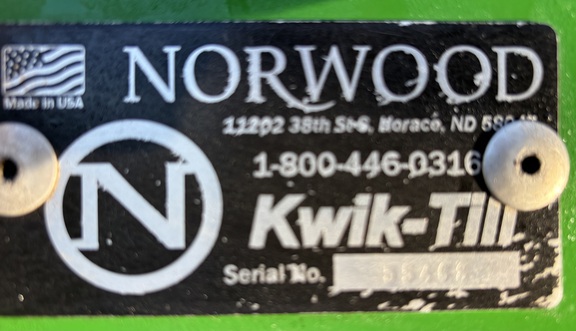 NORWOOD
Made in USA
11202 38th St S, Horace, ND
1-800-446-0316
N
Kwik-Till
Serial No.